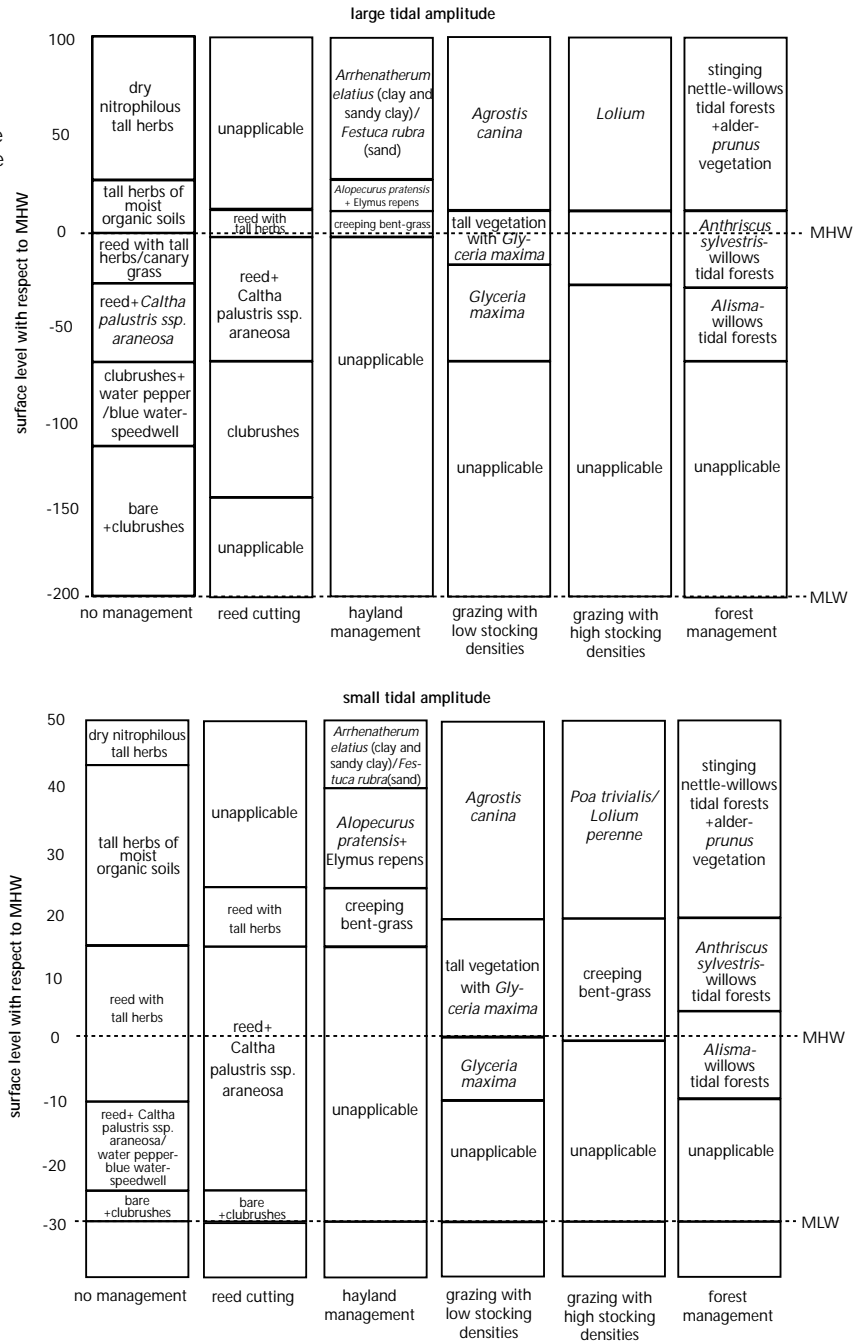 large tidal amplitude
surface level with respect to MHW
100
50
0
-50
-100
-150
-200
e
e
dry
nitrophilous
tall herbs
tall herbs of
moist
organic soils
reed with tall
herbs/canary
grass
reed+Caltha
palustris ssp.
araneosa
clubrushes+
water pepper
/blue water-
speedwell
bare
+clubrushes
no management
unapplicable
reed with
tall herbs
reed+
Caltha
palustris ssp.
araneosa
clubrushes
unapplicable
reed cutting
Arrhenatherum
elatius (clay and
sandy clay)/
Festuca rubra
(sand)
Alopecurus pratensis
+ Elymus repens
creeping bent-grass
unapplicable
hayland
management
Agrostis
canina
tall vegetation
with Gly-
ceria maxima
Glyceria
maxima
unapplicable
grazing with
low stocking
densities
Lolium
unapplicable
grazing with
high stocking
densities
stinging
nettle-willows
tidal forests
+alder-
prunus
vegetation
Anthriscus
sylvestris-
willows
tidal forests
Alisma-
willows
tidal forests
unapplicable
forest
management
MHW
MLW
small tidal amplitude
surface level with respect to MHW
50
40
30
20
10
0
-10
-20
-30
dry nitrophilous
tall herbs
tall herbs of
moist
organic soils
reed with
tall herbs
reed+ Caltha
palustris ssp.
araneosa/
water pepper-
blue water-
speedwell
bare
+clubrushes
no management
unapplicable
reed with
tall herbs
reed+
Caltha
palustris ssp.
araneosa
bare
+clubrushes
reed cutting
Arrhenatherum
elatius (clay and
sandy clay)/Fes-
tuca rubra(sand)
Alopecurus
pratensis+
Elymus repens
creeping
bent-grass
unapplicable
hayland
management
Agrostis
canina
tall vegetation
with Gly-
ceria maxima
Glyceria
maxima
unapplicable
grazing with
low stocking
densities
Poa trivialis/
Lolium
perenne
creeping
bent-grass
unapplicable
grazing with
high stocking
densities
stinging
nettle-willows
tidal forests
+alder-
prunus
vegetation
Anthriscus
sylvestris-
willows
tidal forests
Alisma-
willows
tidal forests
unapplicable
forest
management
MHW
MLW